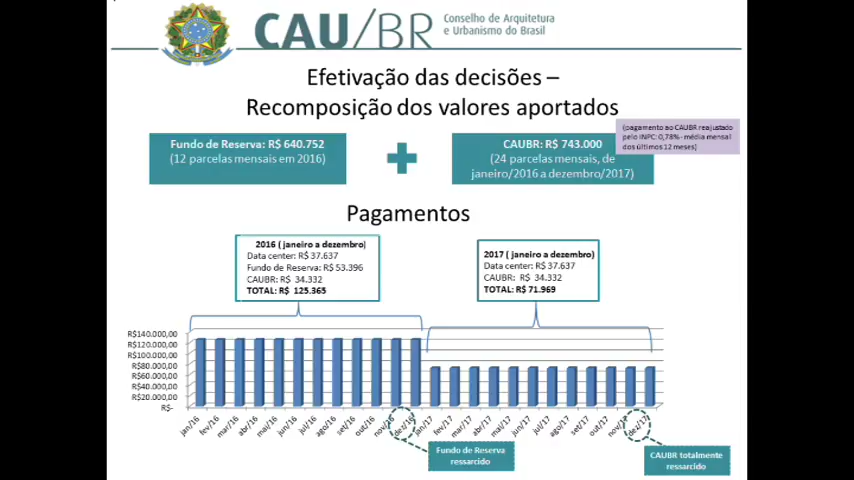 CAU/BR
Conselho de Arquitetura
e Urbanismo do Brasil
Efetivação das decisões –
Recomposição dos valores aportados
Fundo de Reserva: R$ 640.752
(12 parcelas mensais em 2016)
CAUBR: R$ 743.000
(24 parcelas mensais, de
janeiro/2016 a dezembro/2017)
(pagamento ao CAUBR reajustado
pelo INPC: 0,78% - média mensal
dos últimos 12 meses)
Pagamentos
2016 ( janeiro a dezembro)
Data center: R$ 37.637
Fundo de Reserva: R$ 53.396
CAUBR: R$ 34.332
TOTAL: R$ 125.365
2017 ( janeiro a dezembro)
Data center: R$ 37.637
CAUBR: R$ 34.332
TOTAL: R$ 71.969
R$140.000,00
R$120.000,00
R$100.000,00
R$80.000,00
R$60.000,00
R$40.000,00
R$20.000,00
R$-
jan/16 fev/16 mar/16 abr/16 mai/16 jun/16 jul/16 ago/16 set/16 out/16 nov/16 dez/16 jan/17 fev/17 mar/17 abr/17 mai/17 jun/17 jul/17 ago/17 set/17 out/17 nov/17 dez/17
Fundo de Reserva
ressarcido
CAUBR totalmente
ressarcido